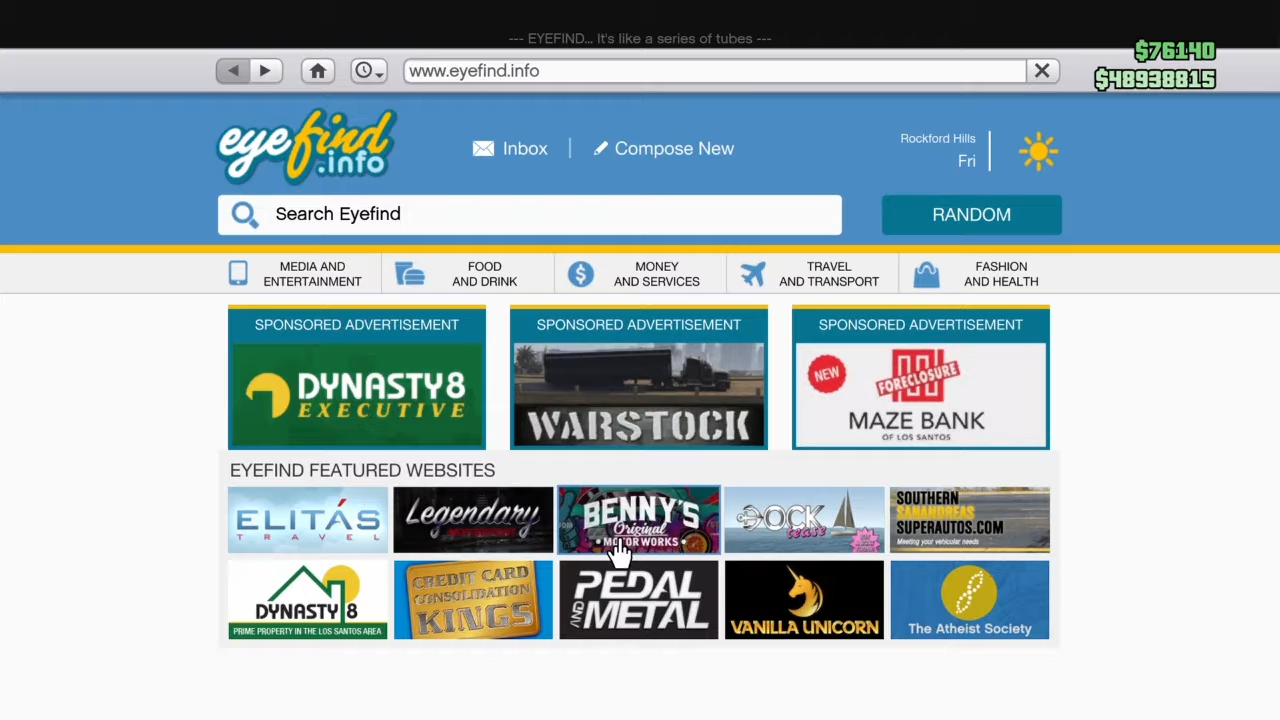 --- EYEFIND... It's like a series of tubes ---
$76140
$48938815
www.eyefind.info
eyefind
.info
Inbox
Compose New
Rockford Hills
Fri
Search Eyefind
RANDOM
MEDIA AND
ENTERTAINMENT
FOOD
AND DRINK
MONEY
AND SERVICES
TRAVEL
AND TRANSPORT
FASHION
AND HEALTH
SPONSORED ADVERTISEMENT
DYNASTY 8
EXECUTIVE
SPONSORED ADVERTISEMENT
WARSTOCK
SPONSORED ADVERTISEMENT
NEW
FORECLOSURE
MAZE BANK
OF LOS SANTOS
EYEFIND FEATURED WEBSITES
ELITÁS
TRAVEL
Legendary
BENNY'S
Original
MOTORWORKS
DOCK
tease
SOUTHERN
SANANDREAS
SUPERAUTOS.COM
Meeting your vehicular needs
DYNASTY 8
PRIME PROPERTY IN THE LOS SANTOS AREA
CREDIT CARD
CONSOLIDATION
KINGS
PEDAL
AND METAL
VANILLA UNICORN
The Atheist Society